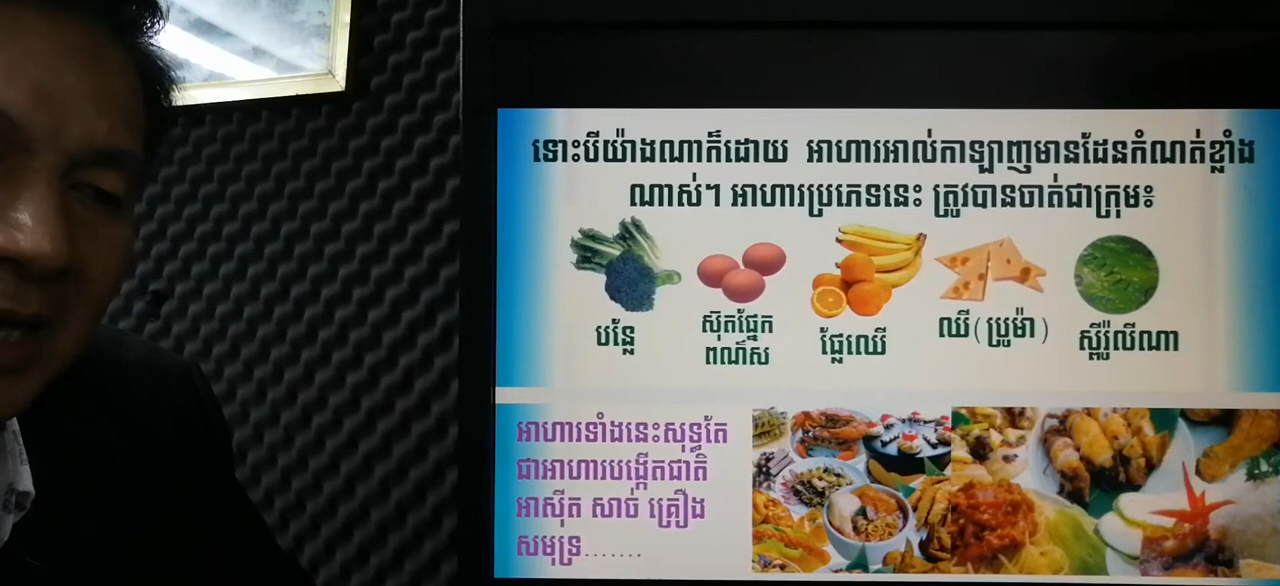 ទោះបីយ៉ាងណាក៏ដោយ អាហារអាល់កាឡាញមានដែនកំណត់ខ្លាំង
ណាស់។ អាហារប្រភេទនេះ ត្រូវបានចាត់ជាក្រុម៖
បន្លែ
ស៊ុតផ្នែក
ពណ៌ស
ផ្លែឈើ
ឈី(ប្រូម៉ា)
ស្ពីរ៉ូលីណា
អាហារទាំងនេះសុទ្ធតែ
ជាអាហារបង្កើតជាតិ
អាស៊ីត សាច់ គ្រឿង
សមុទ្រ.......